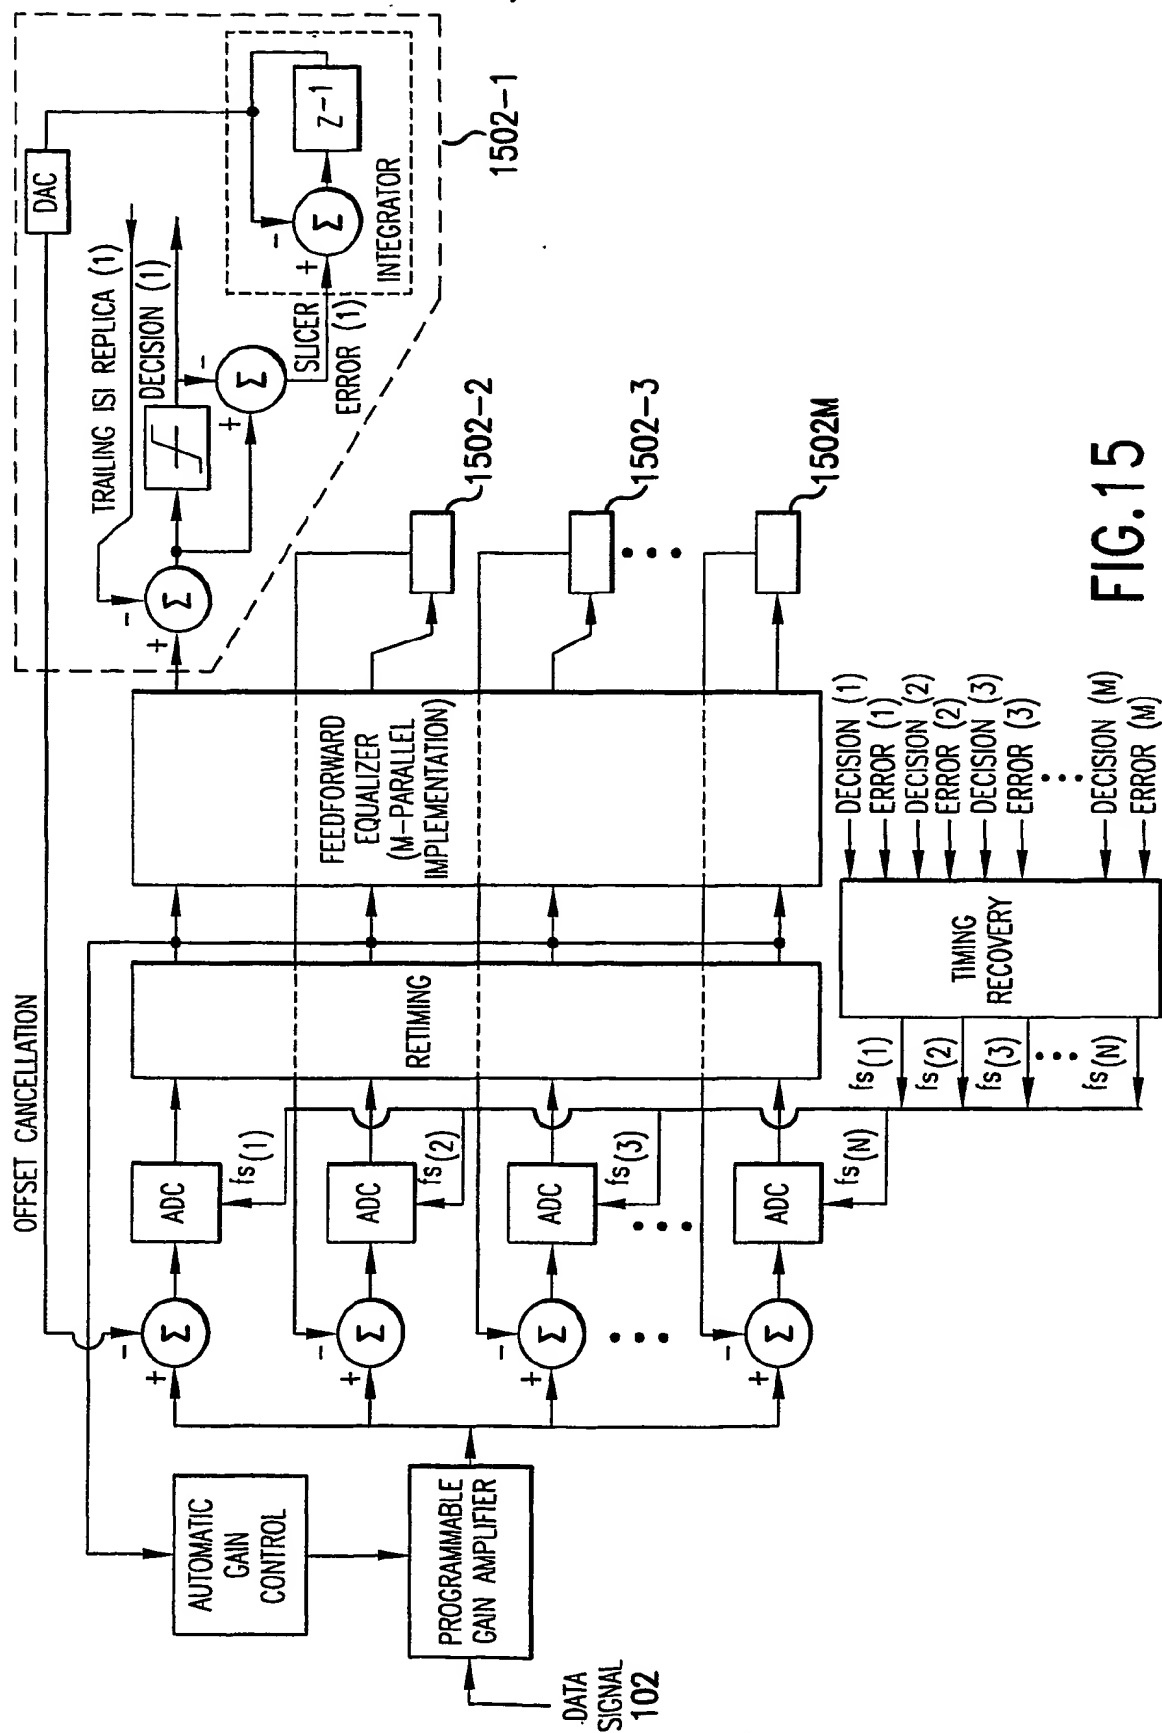 OFFSET CANCELLATION
DAC
TRAILING ISI REPLICA (1)
DECISION (1)
-
+
Σ
-
+
Σ
SLICER
ERROR (1)
-
+
Σ
Z-1
INTEGRATOR
1502-1
AUTOMATIC
GAIN
CONTROL
PROGRAMMABLE
GAIN AMPLIFIER
DATA
SIGNAL
102
-
+
Σ
ADC
fs(1)
-
+
Σ
ADC
fs(2)
-
+
Σ
ADC
fs(3)
-
+
Σ
ADC
fs(N)
RETIMING
FEEDFORWARD
EQUALIZER
(M-PARALLEL
IMPLEMENTATION)
1502-2
1502-3
1502M
fs(1)
fs(2)
fs(3)
fs(N)
TIMING
RECOVERY
DECISION (1)
ERROR (1)
DECISION (2)
ERROR (2)
DECISION (3)
ERROR (3)
DECISION (M)
ERROR (M)
FIG.15